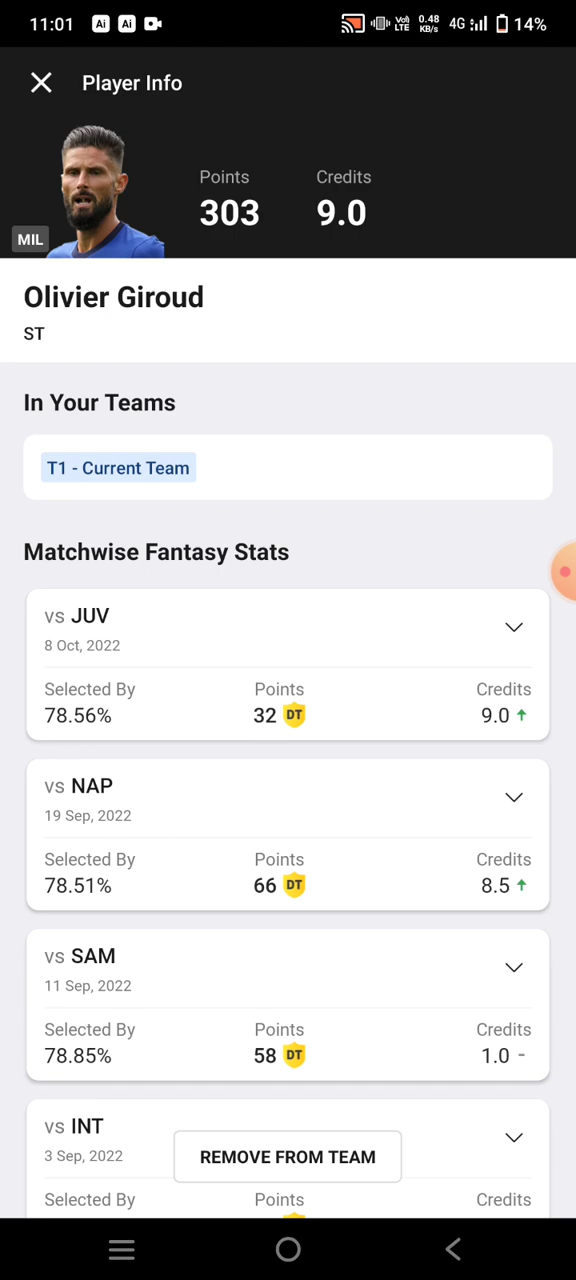 11:01 Ai Ai Vo) LTE 0.48 KB/s 4G 14%
Player Info
Points Credits
303 9.0
MIL
Olivier Giroud
ST
In Your Teams
T1 - Current Team
Matchwise Fantasy Stats
vs JUV
8 Oct, 2022
Selected By Points Credits
78.56% 32 DT 9.0
vs NAP
19 Sep, 2022
Selected By Points Credits
78.51% 66 DT 8.5
vs SAM
11 Sep, 2022
Selected By Points Credits
78.85% 58 DT 1.0 -
vs INT
3 Sep, 2022
REMOVE FROM TEAM
Selected By Points Credits